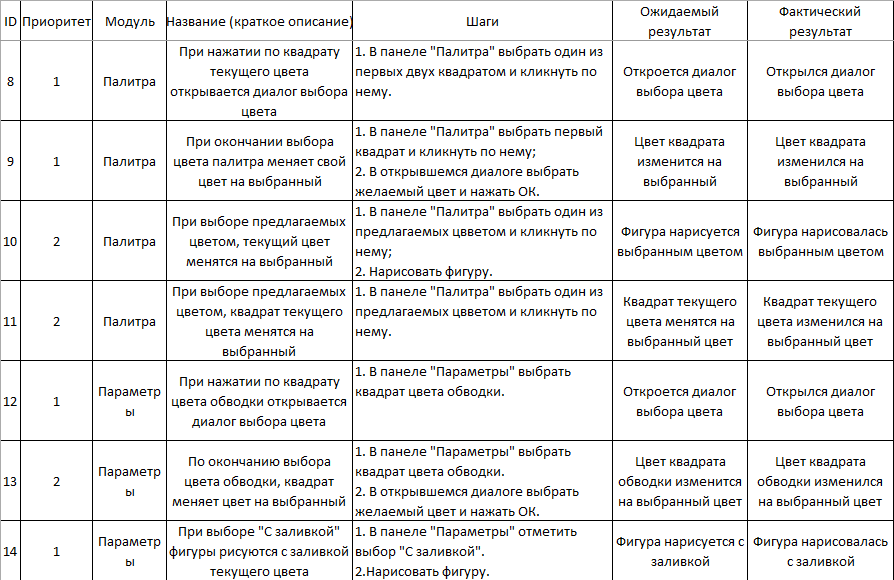 ID Приоритет Модуль Название (краткое описание) Шаги Ожидаемый результат Фактический результат
8 1 Палитра При нажатии по квадрату текущего цвета открывается диалог выбора цвета 1. В панеле "Палитра" выбрать один из первых двух квадратом и кликнуть по нему. Откроется диалог выбора цвета Открылся диалог выбора цвета
9 1 Палитра При окончании выбора цвета палитра меняет свой цвет на выбранный 1. В панеле "Палитра" выбрать первый квадрат и кликнуть по нему; 2. В открывшемся диалоге выбрать желаемый цвет и нажать ОК. Цвет квадрата изменится на выбранный Цвет квадрата изменился на выбранный
10 2 Палитра При выборе предлагаемых цветом, текущий цвет менятся на выбранный 1. В панеле "Палитра" выбрать один из предлагаемых цвветом и кликнуть по нему; 2. Нарисовать фигуру. Фигура нарисуется выбранным цветом Фигура нарисовалась выбранным цветом
11 2 Палитра При выборе предлагаемых цветом, квадрат текущего цвета менятся на выбранный 1. В панеле "Палитра" выбрать один из предлагаемых цвветом и кликнуть по нему. Квадрат текущего цвета менятся на выбранный цвет Квадрат текущего цвета изменился на выбранный цвет
12 1 Параметры При нажатии по квадрату цвета обводки открывается диалог выбора цвета 1. В панеле "Параметры" выбрать квадрат цвета обводки. Откроется диалог выбора цвета Открылся диалог выбора цвета
13 2 Параметры По окончанию выбора цвета обводки, квадрат меняет цвет на выбранный 1. В панеле "Параметры" выбрать квадрат цвета обводки. 2. В открывшемся диалоге выбрать желаемый цвет и нажать ОК. Цвет квадрата обводки изменится на выбранный цвет Цвет квадрата обводки изменился на выбранный цвет
14 1 Параметры При выборе "С заливкой" фигуры рисуются с заливкой текущего цвета 1. В панеле "Параметры" отметить выбор "С заливкой". 2.Нарисовать фигуру. Фигура нарисуется с заливкой Фигура нарисовалась с заливкой